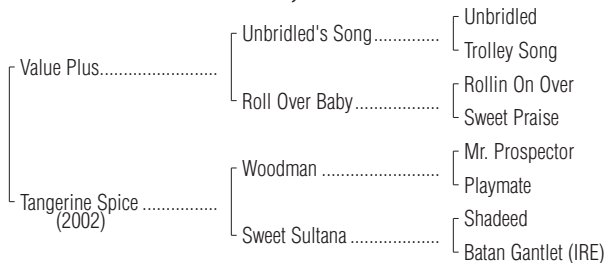 Unbridled
Unbridled's Song..............
Trolley Song
Value Plus.........................
Rollin On Over
Roll Over Baby..................
Sweet Praise
Mr. Prospector
Woodman ...................
Playmate
Tangerine Spice ................
(2002)
Shadeed
Sweet Sultana ...................
Batan Gantlet (IRE)